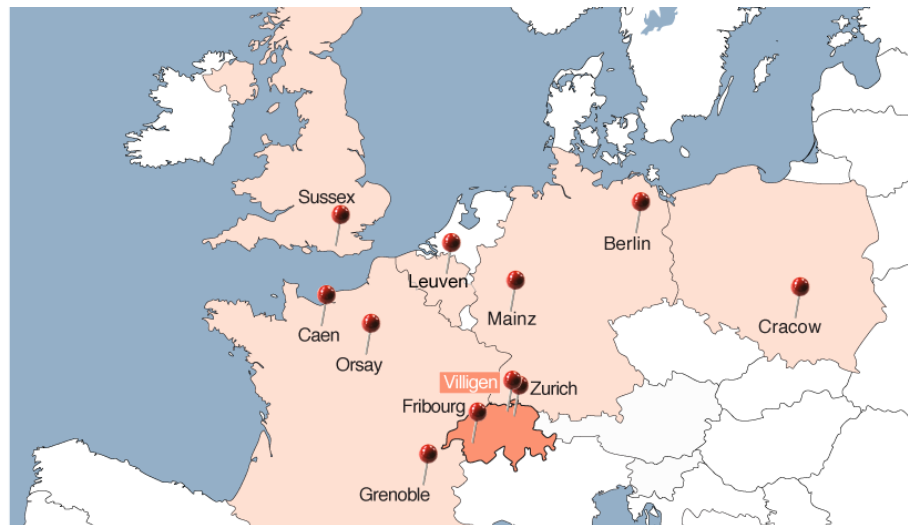 Sussex
Berlin
Leuven
Mainz
Cracow
Caen
Orsay
Villigen
Zurich
Fribourg
Grenoble